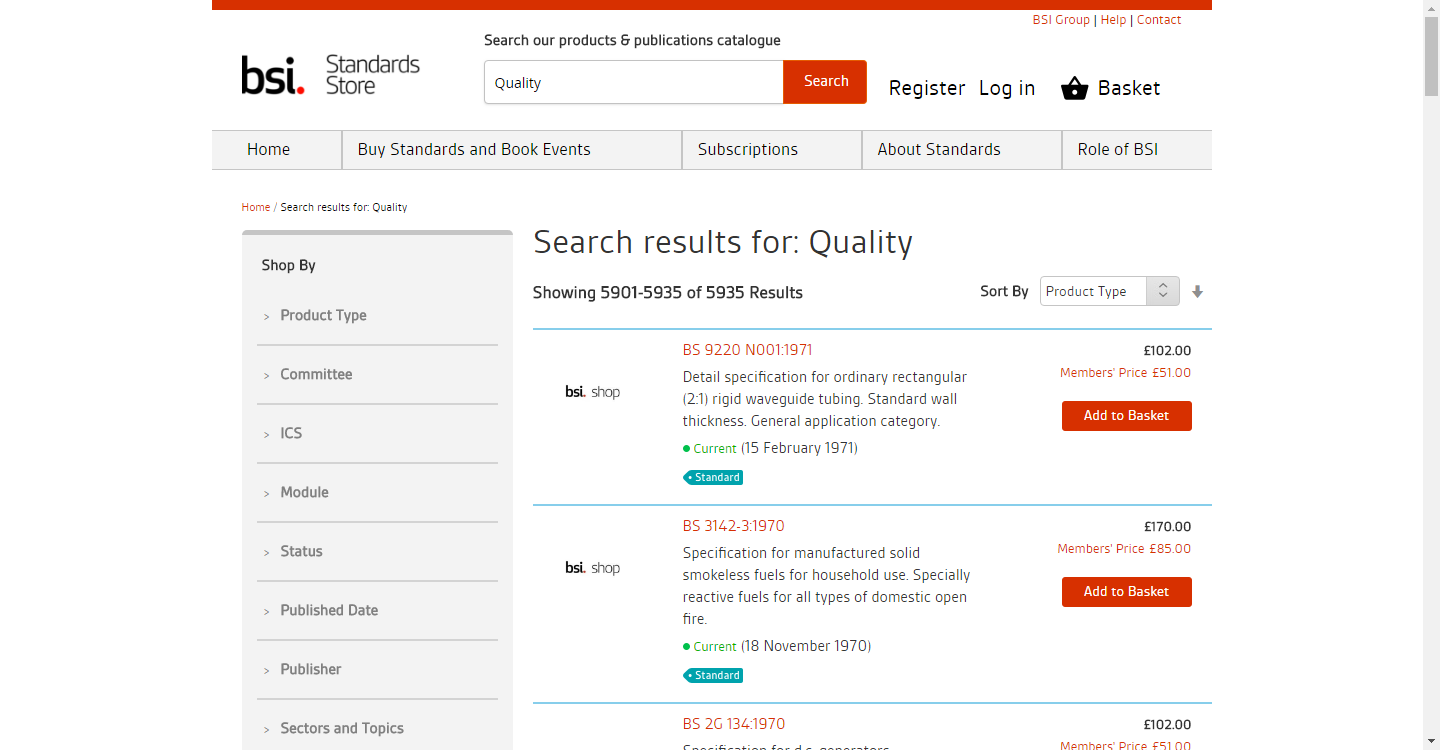 BSI Group | Help | Contact
Search our products & publications catalogue
bsi. Standards Store
Quality
Search
Register Log in Basket
Home
Buy Standards and Book Events
Subscriptions
About Standards
Role of BSI
Home / Search results for: Quality
Shop By
> Product Type
> Committee
> ICS
> Module
> Status
> Published Date
> Publisher
> Sectors and Topics
Search results for: Quality
Showing 5901-5935 of 5935 Results
Sort By Product Type
bsi. shop
BS 9220 N001:1971
Detail specification for ordinary rectangular
(2:1) rigid waveguide tubing. Standard wall
thickness. General application category.
Current (15 February 1971)
Standard
£102.00
Members' Price £51.00
Add to Basket
bsi. shop
BS 3142-3:1970
Specification for manufactured solid
smokeless fuels for household use. Specially
reactive fuels for all types of domestic open
fire.
Current (18 November 1970)
Standard
£170.00
Members' Price £85.00
Add to Basket
BS 2G 134:1970
Specification for d.c. generators
£102.00
Members' Price £51.00